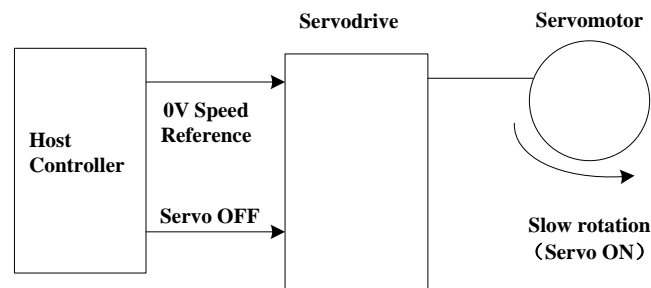 Servodrive
Servomotor
Host
Controller
0V Speed
Reference
Servo OFF
Slow rotation
（Servo ON）